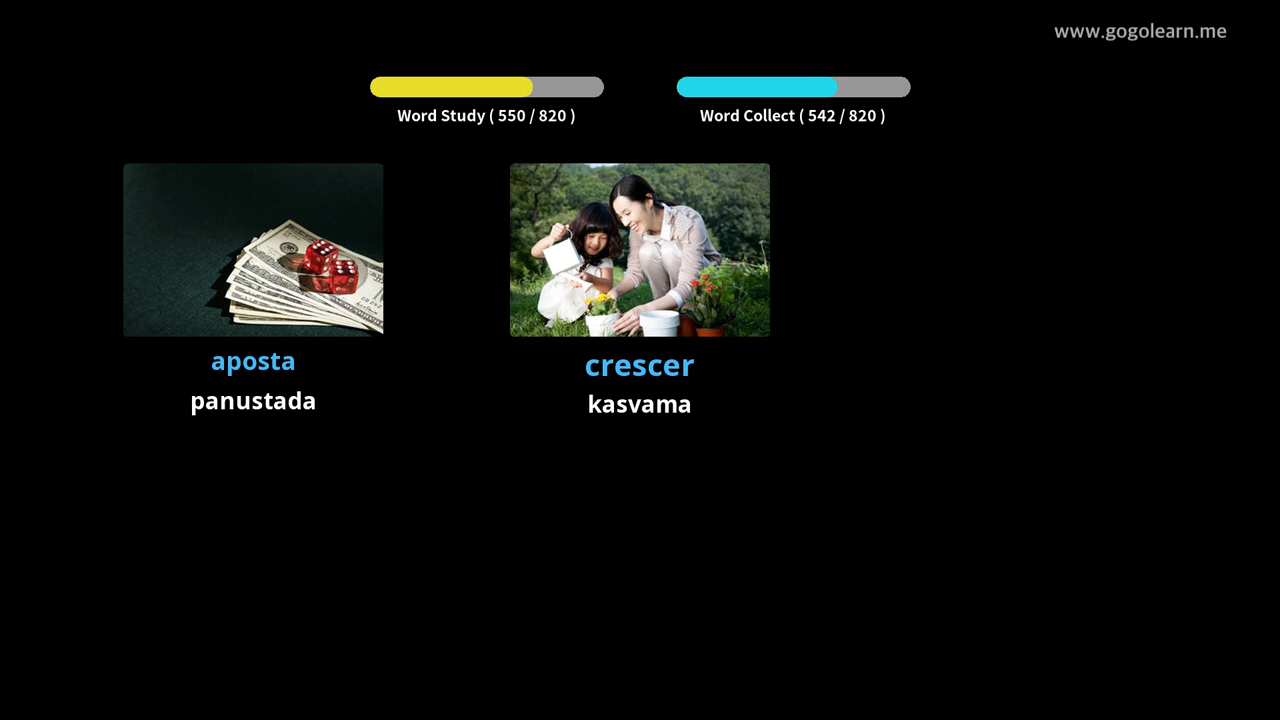 www.gogolearn.me
Word Study ( 550 / 820 )
Word Collect ( 542 / 820 )
aposta
panustada
crescer
kasvama